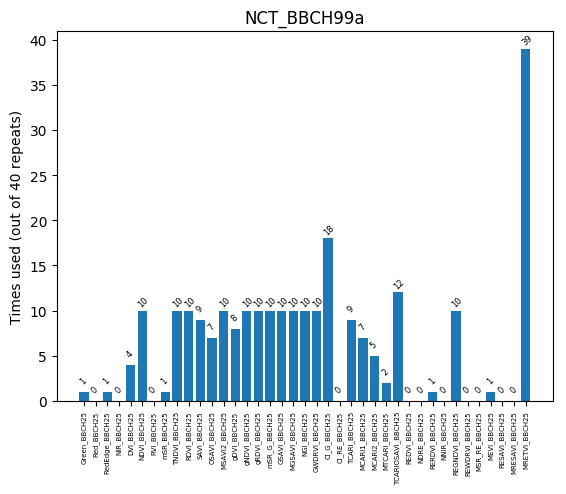 NCT_BBCH99a
Times used (out of 40 repeats)
40
35
30
25
20
15
10
5
0
1
0
1
0
4
10
0
1
10
10
9
7
10
8
10
10
10
10
10
10
10
18
0
9
7
5
2
12
0
0
1
0
10
0
0
1
0
0
39
Green_BBCH25
Red_BBCH25
RedEdge_BBCH25
NIR_BBCH25
DVI_BBCH25
NDVI_BBCH25
RVI_BBCH25
mSR_BBCH25
TNDVI_BBCH25
RDVI_BBCH25
SAVI_BBCH25
OSAVI_BBCH25
MSAVI2_BBCH25
gDVI_BBCH25
gNDVI_BBCH25
gRDVI_BBCH25
mSR_G_BBCH25
GSAVI_BBCH25
MGSAVI_BBCH25
NGI_BBCH25
GWDRVI_BBCH25
CI_G_BBCH25
CI_RE_BBCH25
TCARI_BBCH25
MCARI1_BBCH25
MCARI2_BBCH25
MTCARI_BBCH25
TCARIOSAVI_BBCH25
REDVI_BBCH25
NDRE_BBCH25
RERDVI_BBCH25
NNIR_BBCH25
REGNDVI_BBCH25
REWDRVI_BBCH25
MSR_RE_BBCH25
MEVI_BBCH25
RESAVI_BBCH25
MRESAVI_BBCH25
MRETVI_BBCH25